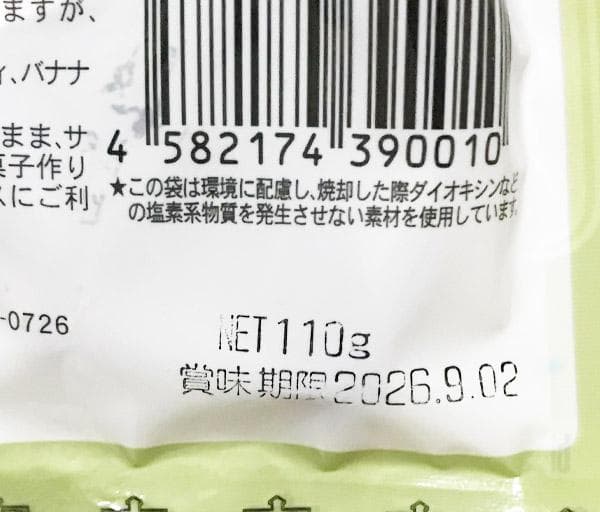 ますが、
ィ、バナナ
まま、サ
菓子作り
スにご利
4 582174 390010
★この袋は環境に配慮し、焼却した際ダイオキシンなど
の塩素系物質を発生させない素材を使用しています。
-0726
NET110g
賞味期限2026.9.02